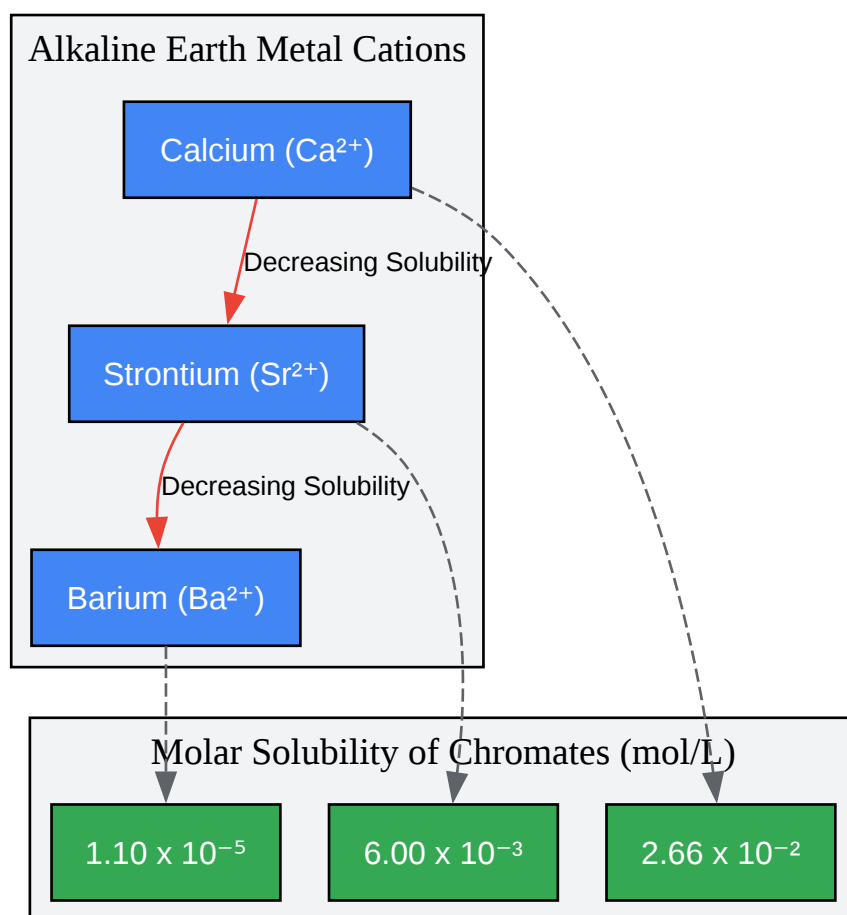 Alkaline Earth Metal Cations
Calcium (Ca²⁺)
Decreasing Solubility
Strontium (Sr²⁺)
Decreasing Solubility
Barium (Ba²⁺)
Molar Solubility of Chromates (mol/L)
1.10 x 10⁻⁵
6.00 x 10⁻³
2.66 x 10⁻²